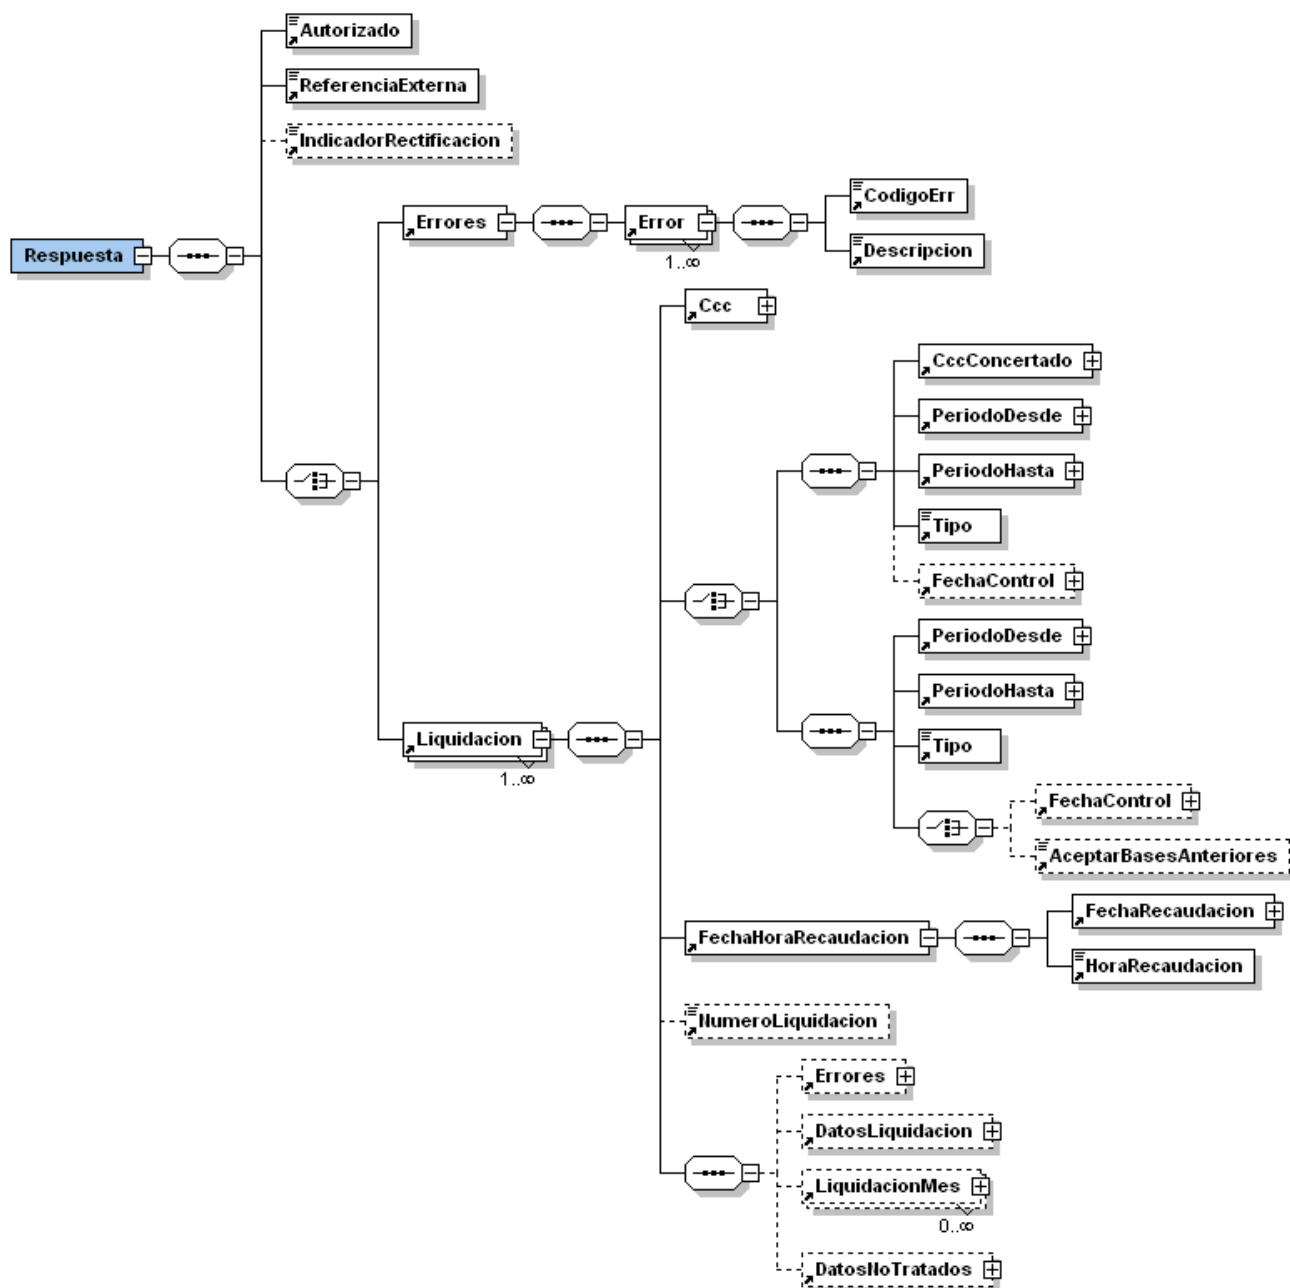 Autorizado
ReferenciaExterna
IndicadorRectificacion
Respuesta
Errores
Error
1..∞
CodigoErr
Descripcion
Ccc
CccConcertado
PeriodoDesde
PeriodoHasta
Tipo
FechaControl
PeriodoDesde
PeriodoHasta
Tipo
FechaControl
AceptarBasesAnteriores
Liquidacion
1..∞
FechaHoraRecaudacion
FechaRecaudacion
HoraRecaudacion
NumeroLiquidacion
Errores
DatosLiquidacion
LiquidacionMes
0..∞
DatosNoTratados